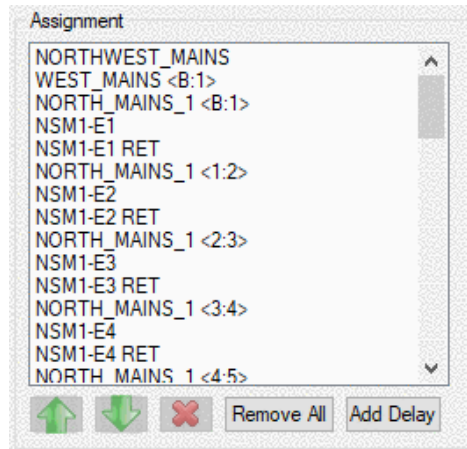 Assignment
NORTHWEST_MAINS
WEST_MAINS <B:1>
NORTH_MAINS_1 <B:1>
NSM1-E1
NSM1-E1 RET
NORTH_MAINS_1 <1:2>
NSM1-E2
NSM1-E2 RET
NORTH_MAINS_1 <2:3>
NSM1-E3
NSM1-E3 RET
NORTH_MAINS_1 <3:4>
NSM1-E4
NSM1-E4 RET
NORTH_MAINS_1 <4:5>
Remove All Add Delay